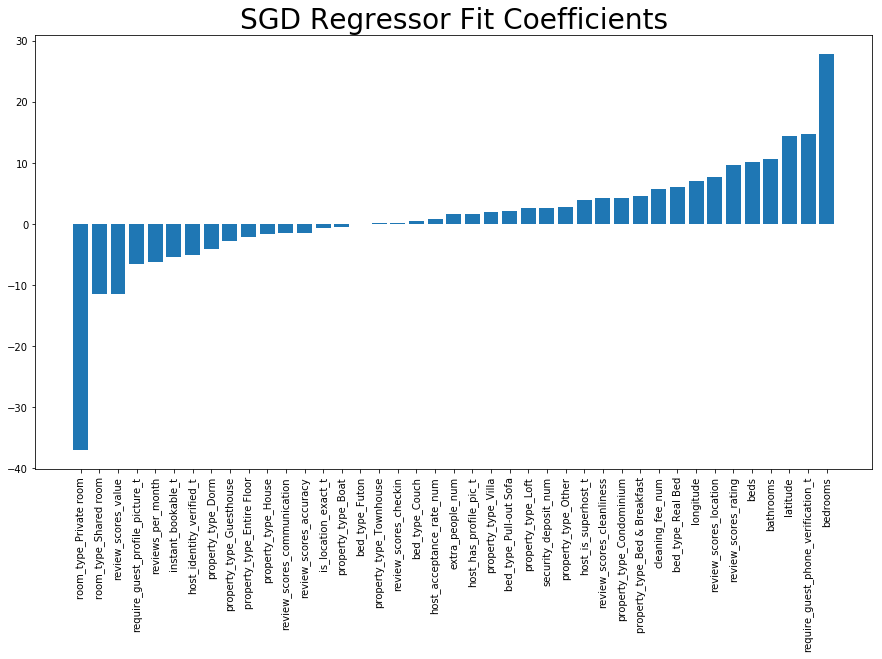 SGD Regressor Fit Coefficients
30
20
10
0
−10
−20
−30
−40
room_type_Private room
room_type_Shared room
review_scores_value
require_guest_profile_picture_t
reviews_per_month
instant_bookable_t
host_identity_verified_t
property_type_Dorm
property_type_Guesthouse
property_type_Entire Floor
property_type_House
review_scores_communication
review_scores_accuracy
is_location_exact_t
property_type_Boat
bed_type_Futon
property_type_Townhouse
review_scores_checkin
bed_type_Couch
host_acceptance_rate_num
extra_people_num
host_has_profile_pic_t
property_type_Villa
bed_type_Pull-out Sofa
property_type_Loft
security_deposit_num
property_type_Other
host_is_superhost_t
review_scores_cleanliness
property_type_Condominium
property_type_Bed & Breakfast
cleaning_fee_num
bed_type_Real Bed
longitude
review_scores_location
review_scores_rating
beds
bathrooms
latitude
require_guest_phone_verification_t
bedrooms